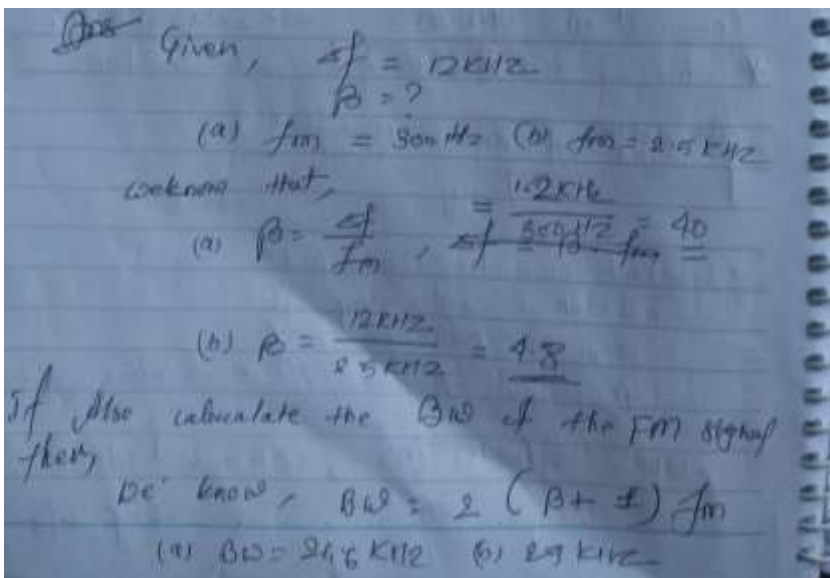 Ans Given, Δf = 12KHz
β = ?
(a) fm = 300Hz (b) fm = 2.5KHZ
weknow that,
(a) β = Δf / fm , = 12KHz / 300HZ = 40
(b) β = 12KHZ / 2.5KHZ = 4.8
If Also calculate the BW of the FM signal
then,
we know, BW = 2 (β + 1) fm
(a) BW = 24.6 KHZ (b) 29 KHZ